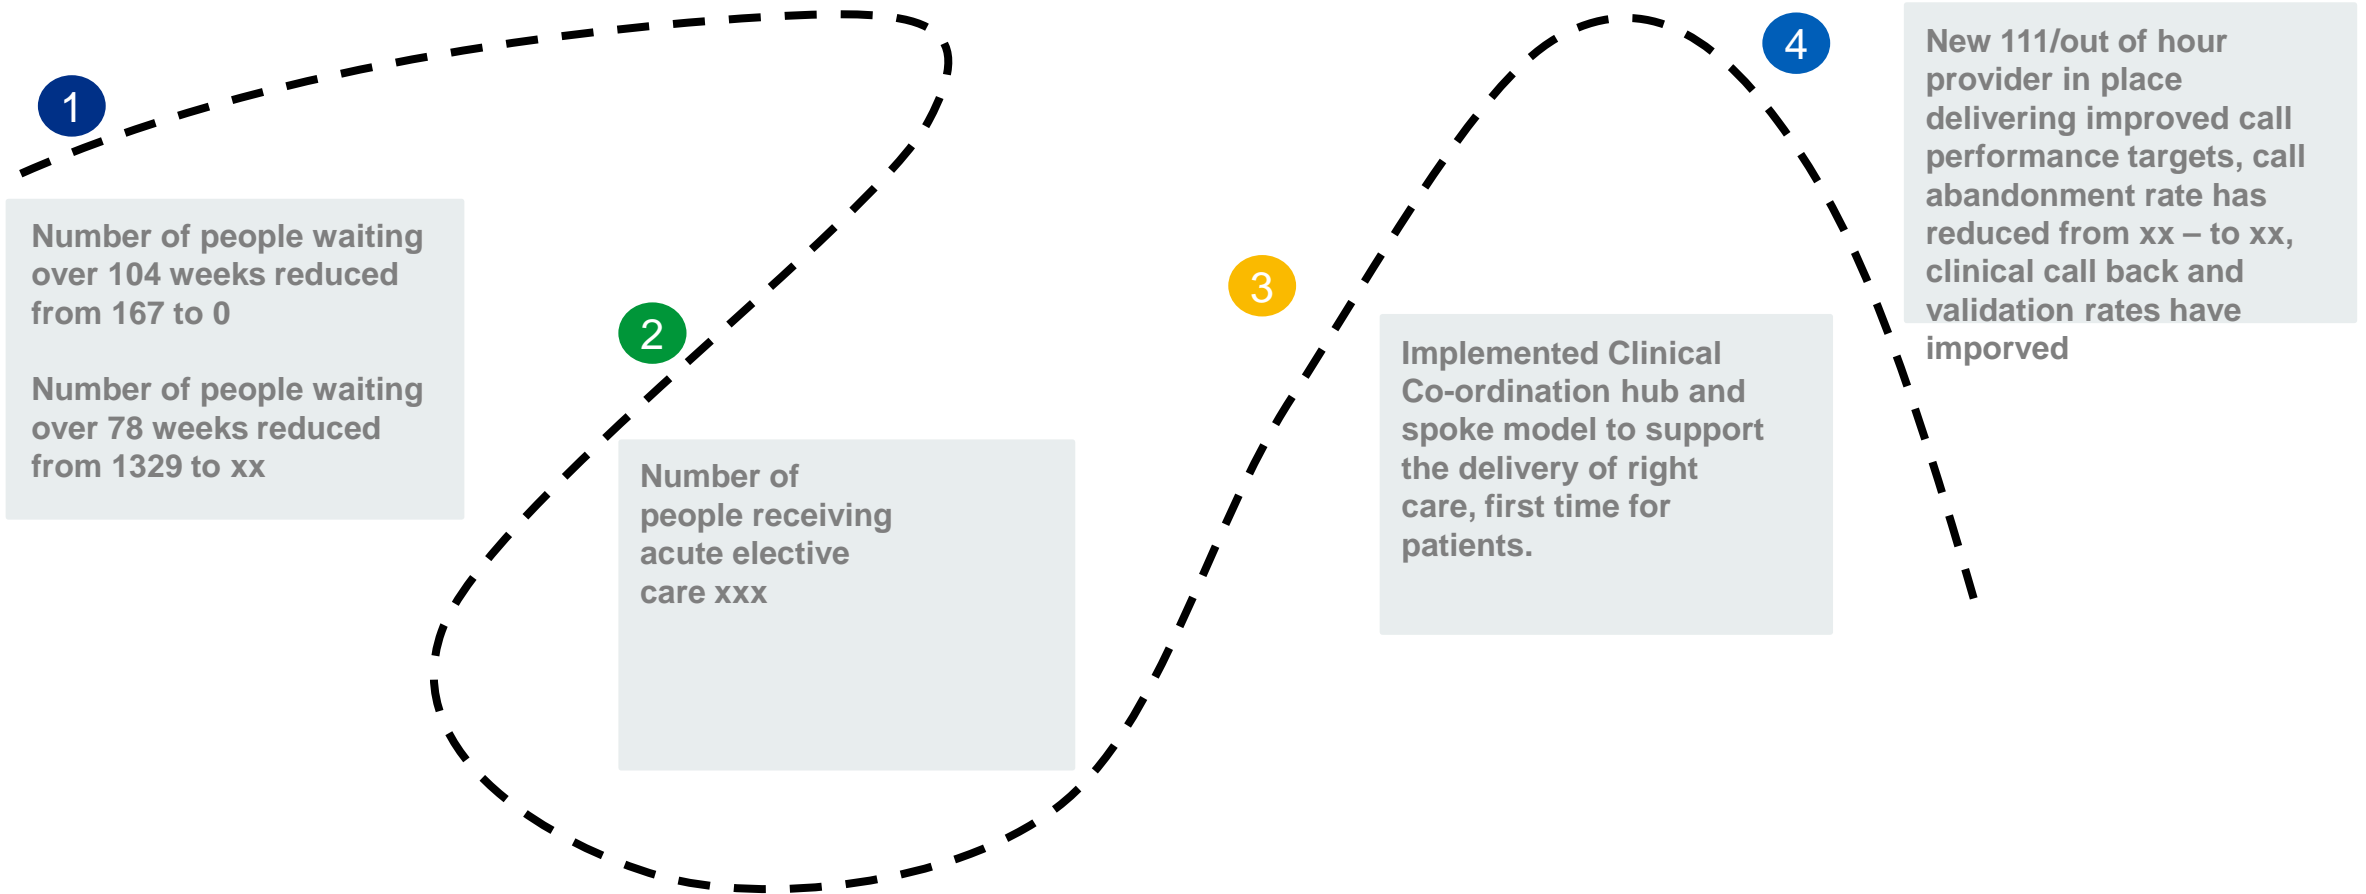 1
Number of people waiting
over 104 weeks reduced
from 167 to 0
Number of people waiting
over 78 weeks reduced
from 1329 to xx
2
Number of
people receiving
acute elective
care xxx
3
Implemented Clinical
Co-ordination hub and
spoke model to support
the delivery of right
care, first time for
patients.
4
New 111/out of hour
provider in place
delivering improved call
performance targets, call
abandonment rate has
reduced from xx – to xx,
clinical call back and
validation rates have
imporved